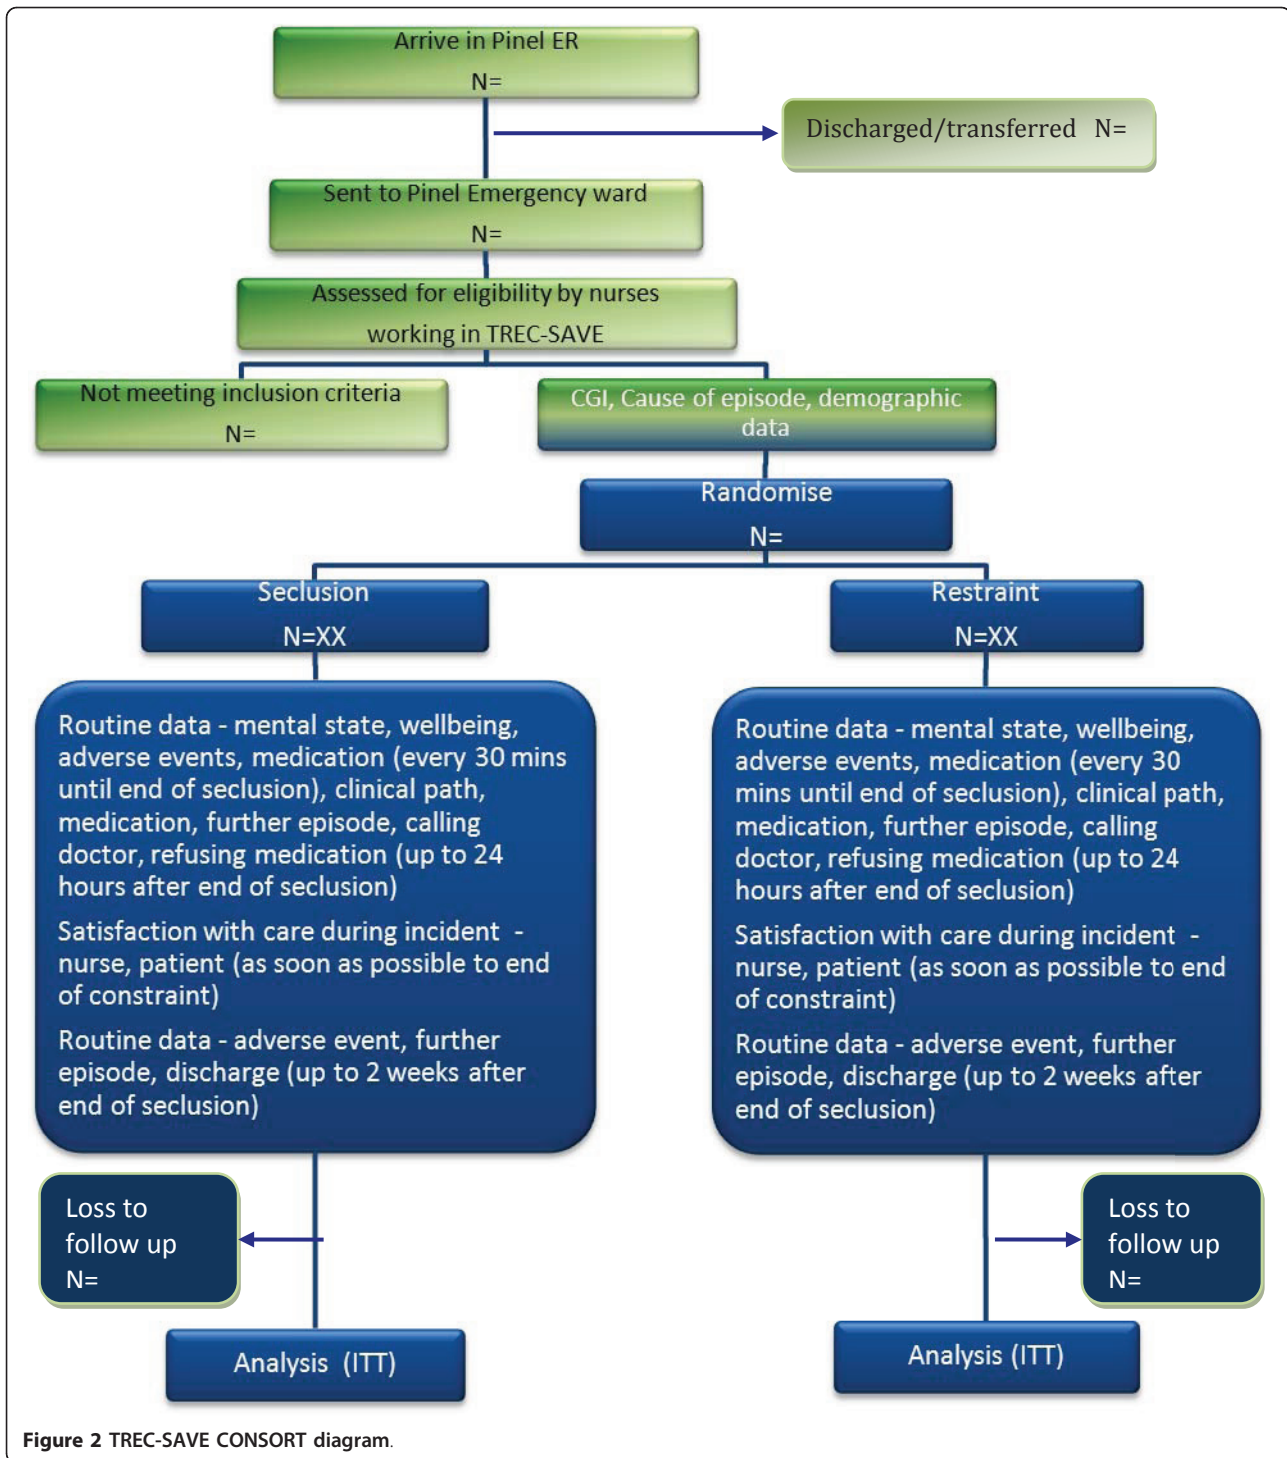 Arrive in Pinel ER
N=
Discharged/transferred N=
Sent to Pinel Emergency ward
N=
Assessed for eligibility by nurses
working in TREC-SAVE
Not meeting inclusion criteria
N=
CGI, Cause of episode, demographic
data
Randomise
N=
Seclusion
N=XX
Restraint
N=XX
Routine data - mental state, wellbeing,
adverse events, medication (every 30 mins
until end of seclusion), clinical path,
medication, further episode, calling
doctor, refusing medication (up to 24
hours after end of seclusion)
Satisfaction with care during incident -
nurse, patient (as soon as possible to end
of constraint)
Routine data - adverse event, further
episode, discharge (up to 2 weeks after
end of seclusion)
Routine data - mental state, wellbeing,
adverse events, medication (every 30
mins until end of seclusion), clinical path,
medication, further episode, calling
doctor, refusing medication (up to 24
hours after end of seclusion)
Satisfaction with care during incident -
nurse, patient (as soon as possible to end
of constraint)
Routine data - adverse event, further
episode, discharge (up to 2 weeks after
end of seclusion)
Loss to
follow up
N=
Loss to
follow up
N=
Analysis (ITT)
Analysis (ITT)
Figure 2 TREC-SAVE CONSORT diagram.